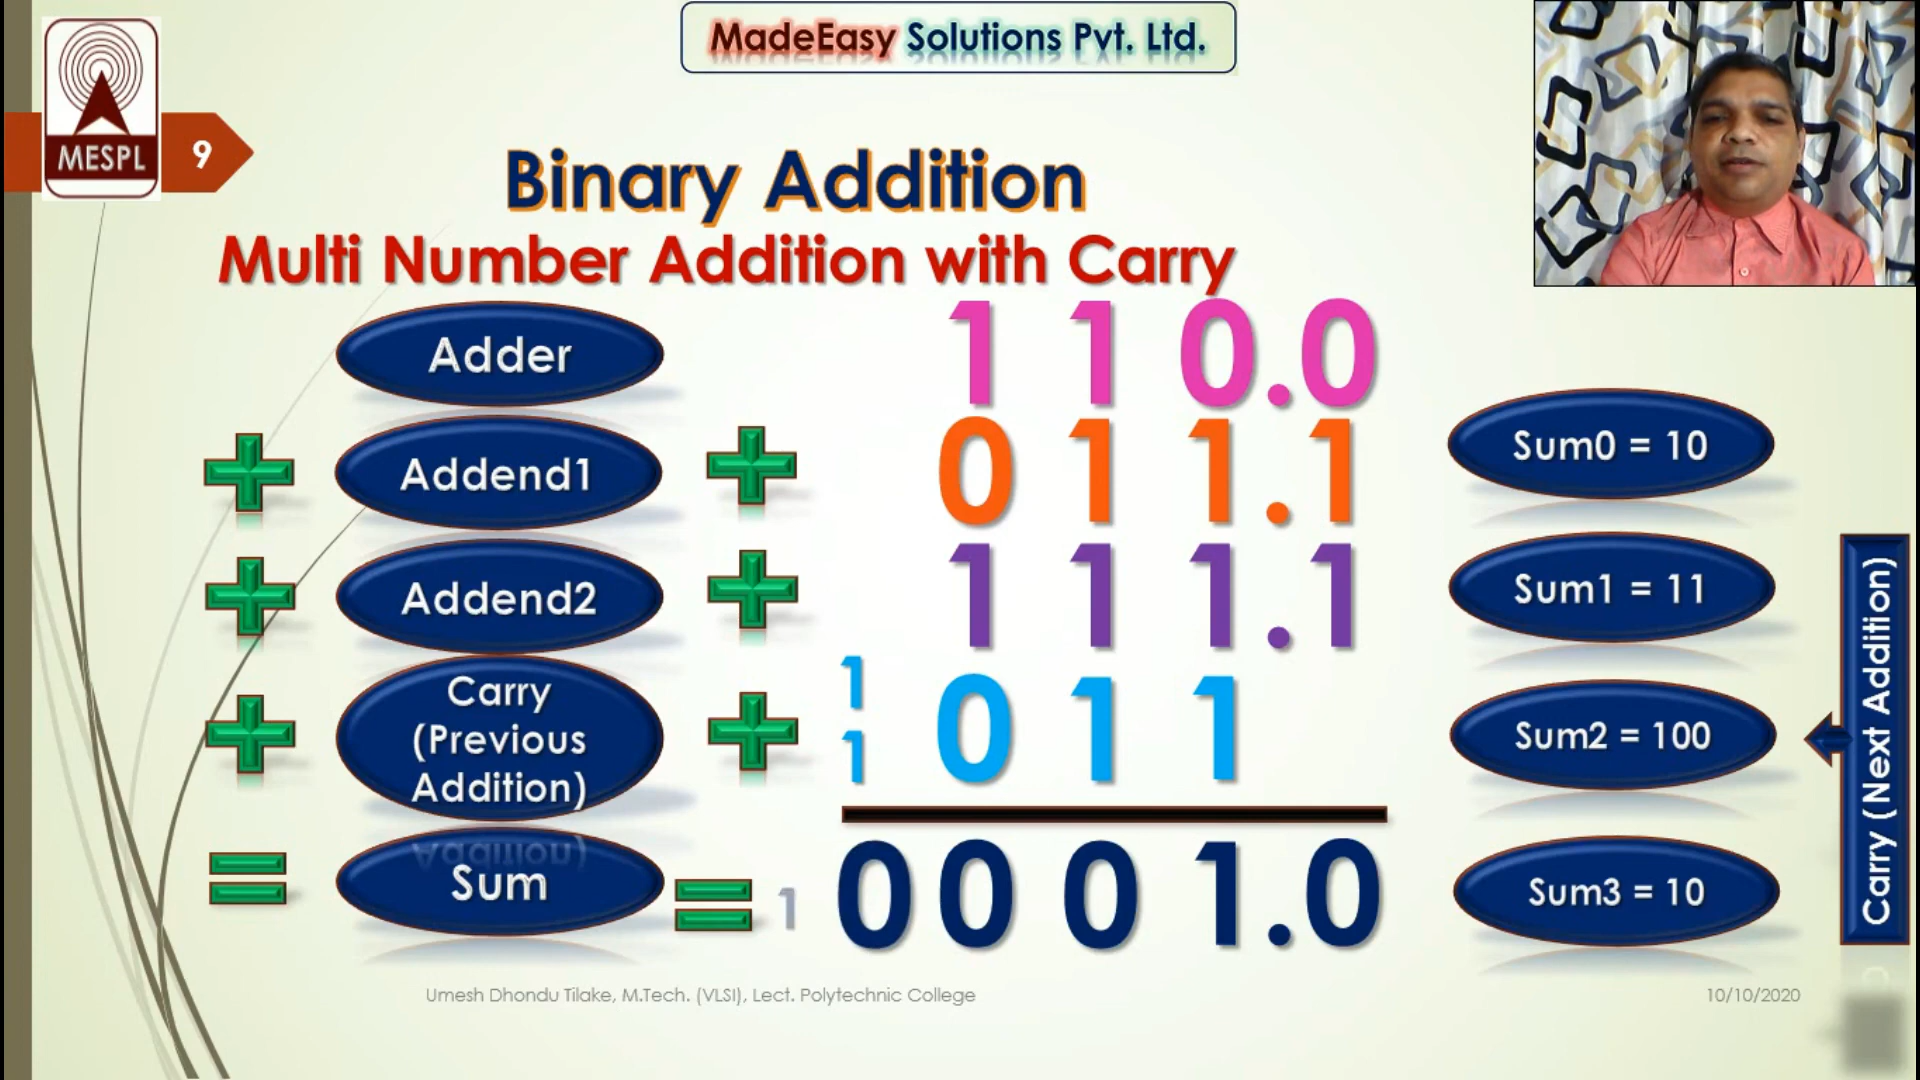 MadeEasy Solutions Pvt. Ltd.
MESPL
9
Binary Addition
Multi Number Addition with Carry
Adder
1 1 0.0
+ Addend1
+ 0 1 1.1
Sum0 = 10
+ Addend2
+ 1 1 1.1
Sum1 = 11
+ Carry
(Previous
Addition)
+ 1 0 1 1
1
Sum2 = 100
= Sum
= 1 0 0 0 1.0
Sum3 = 10
Carry (Next Addition)
Umesh Dhondu Tilake, M.Tech. (VLSI), Lect. Polytechnic College
10/10/2020